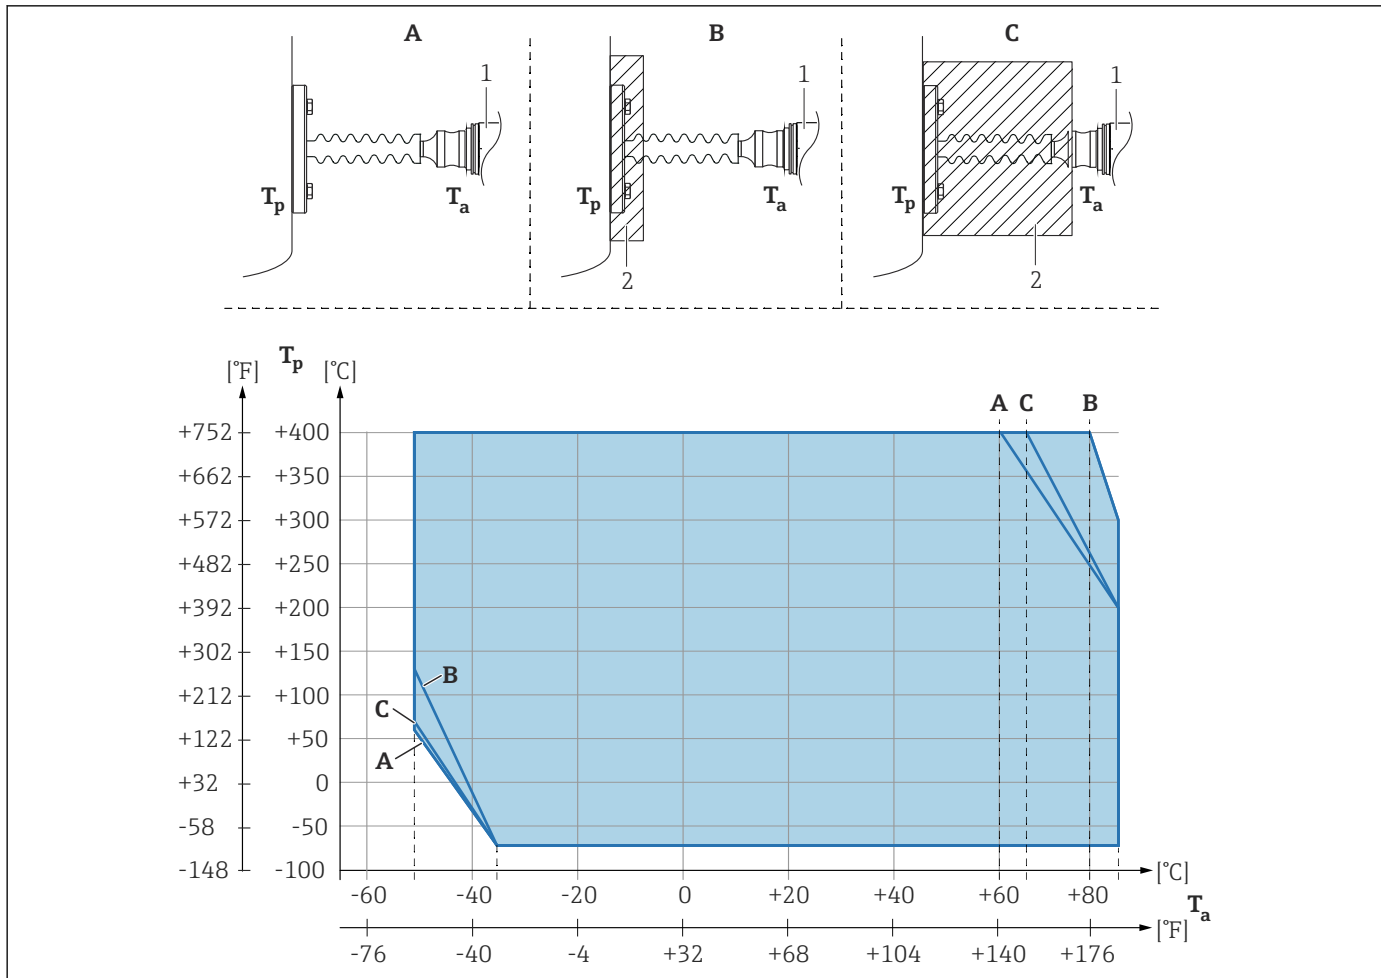 A B C
1 1 1
Tp Ta Tp Ta Tp Ta
2 2
[°F] Tp [°C]
A C B
+752 +400
+662 +350
+572 +300
+482 +250
+392 +200
+302 +150
B
+212 +100
C
+122 +50
A
+32 0
-58 -50
-148 -100
[°C]
-60 -40 -20 0 +20 +40 +60 +80 Ta
[°F]
-76 -40 -4 +32 +68 +104 +140 +176